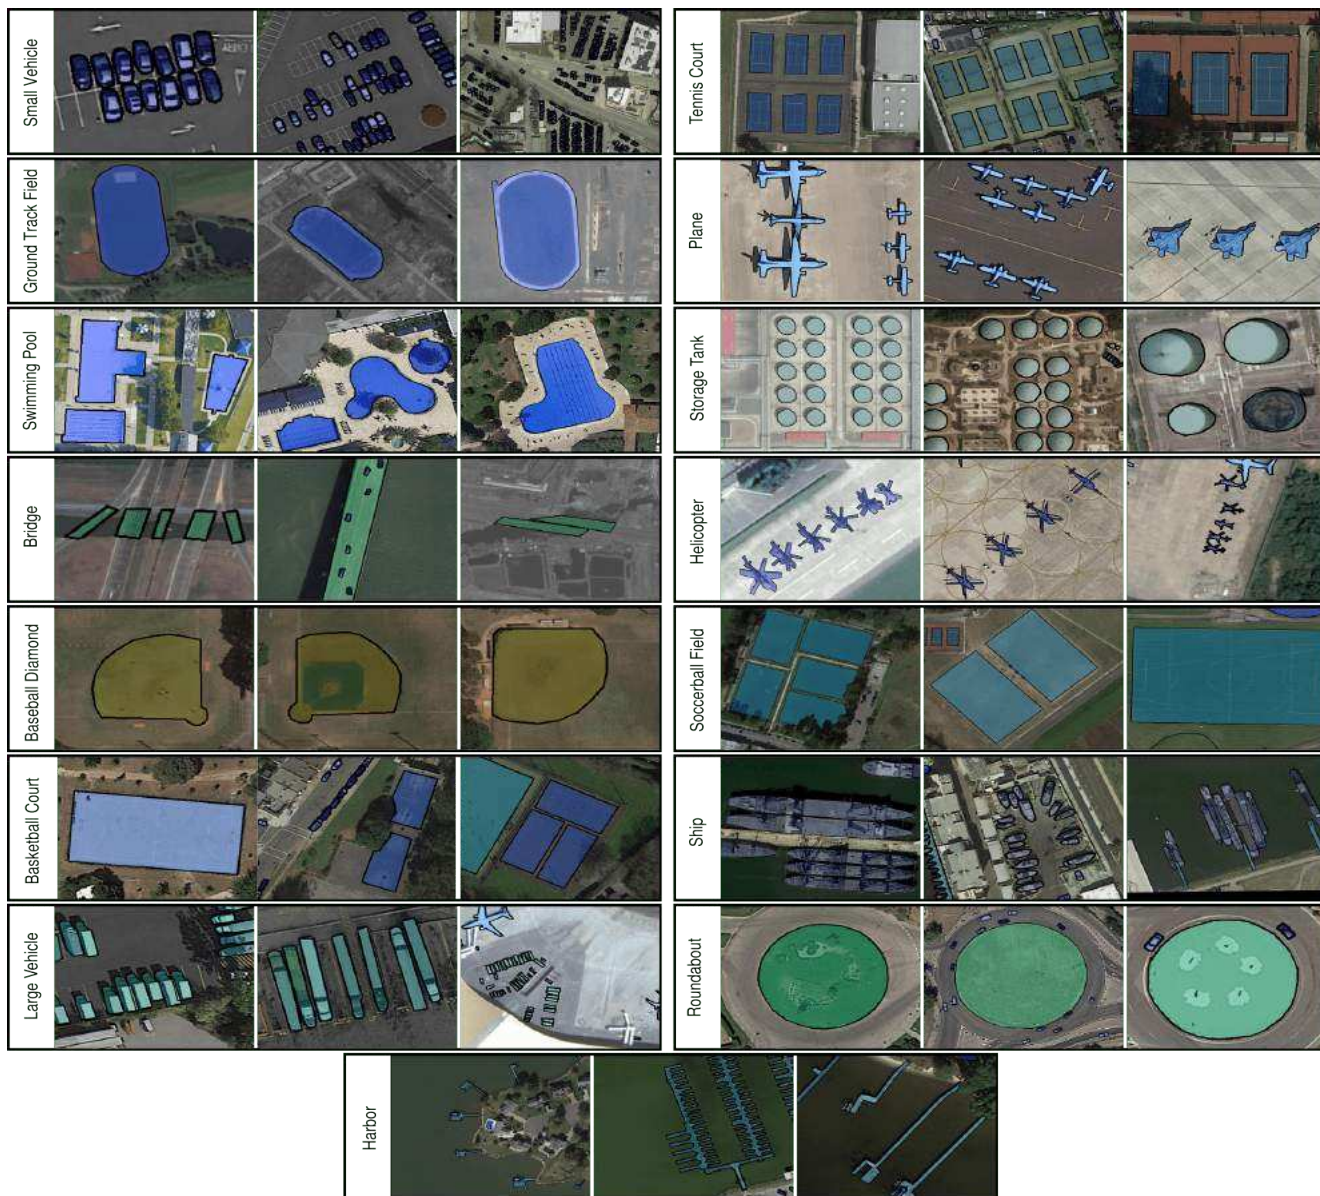 Small Vehicle
Tennis Court
Ground Track Field
Plane
Swimming Pool
Storage Tank
Bridge
Helicopter
Baseball Diamond
Soccerball Field
Basketball Court
Ship
Large Vehicle
Roundabout
Harbor